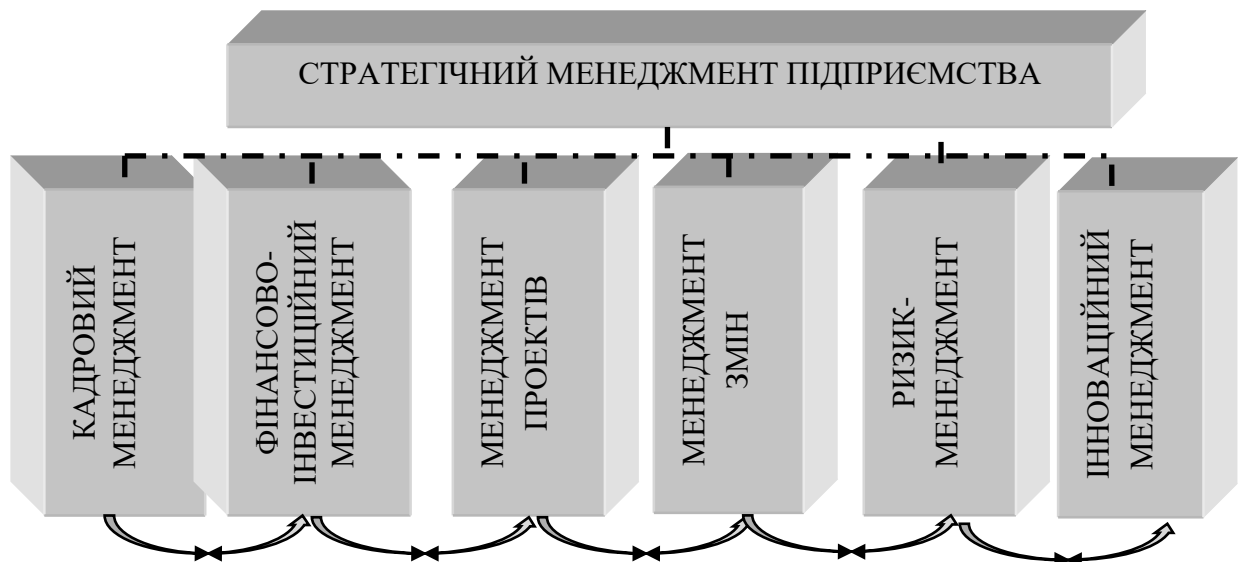 СТРАТЕГІЧНИЙ МЕНЕДЖМЕНТ ПІДПРИЄМСТВА
КАДРОВИЙ
МЕНЕДЖМЕНТ
ФІНАНСОВО-
ІНВЕСТИЦІЙНИЙ
МЕНЕДЖМЕНТ
МЕНЕДЖМЕНТ
ПРОЕКТІВ
МЕНЕДЖМЕНТ
ЗМІН
РИЗИК-
МЕНЕДЖМЕНТ
ІННОВАЦІЙНИЙ
МЕНЕДЖМЕНТ